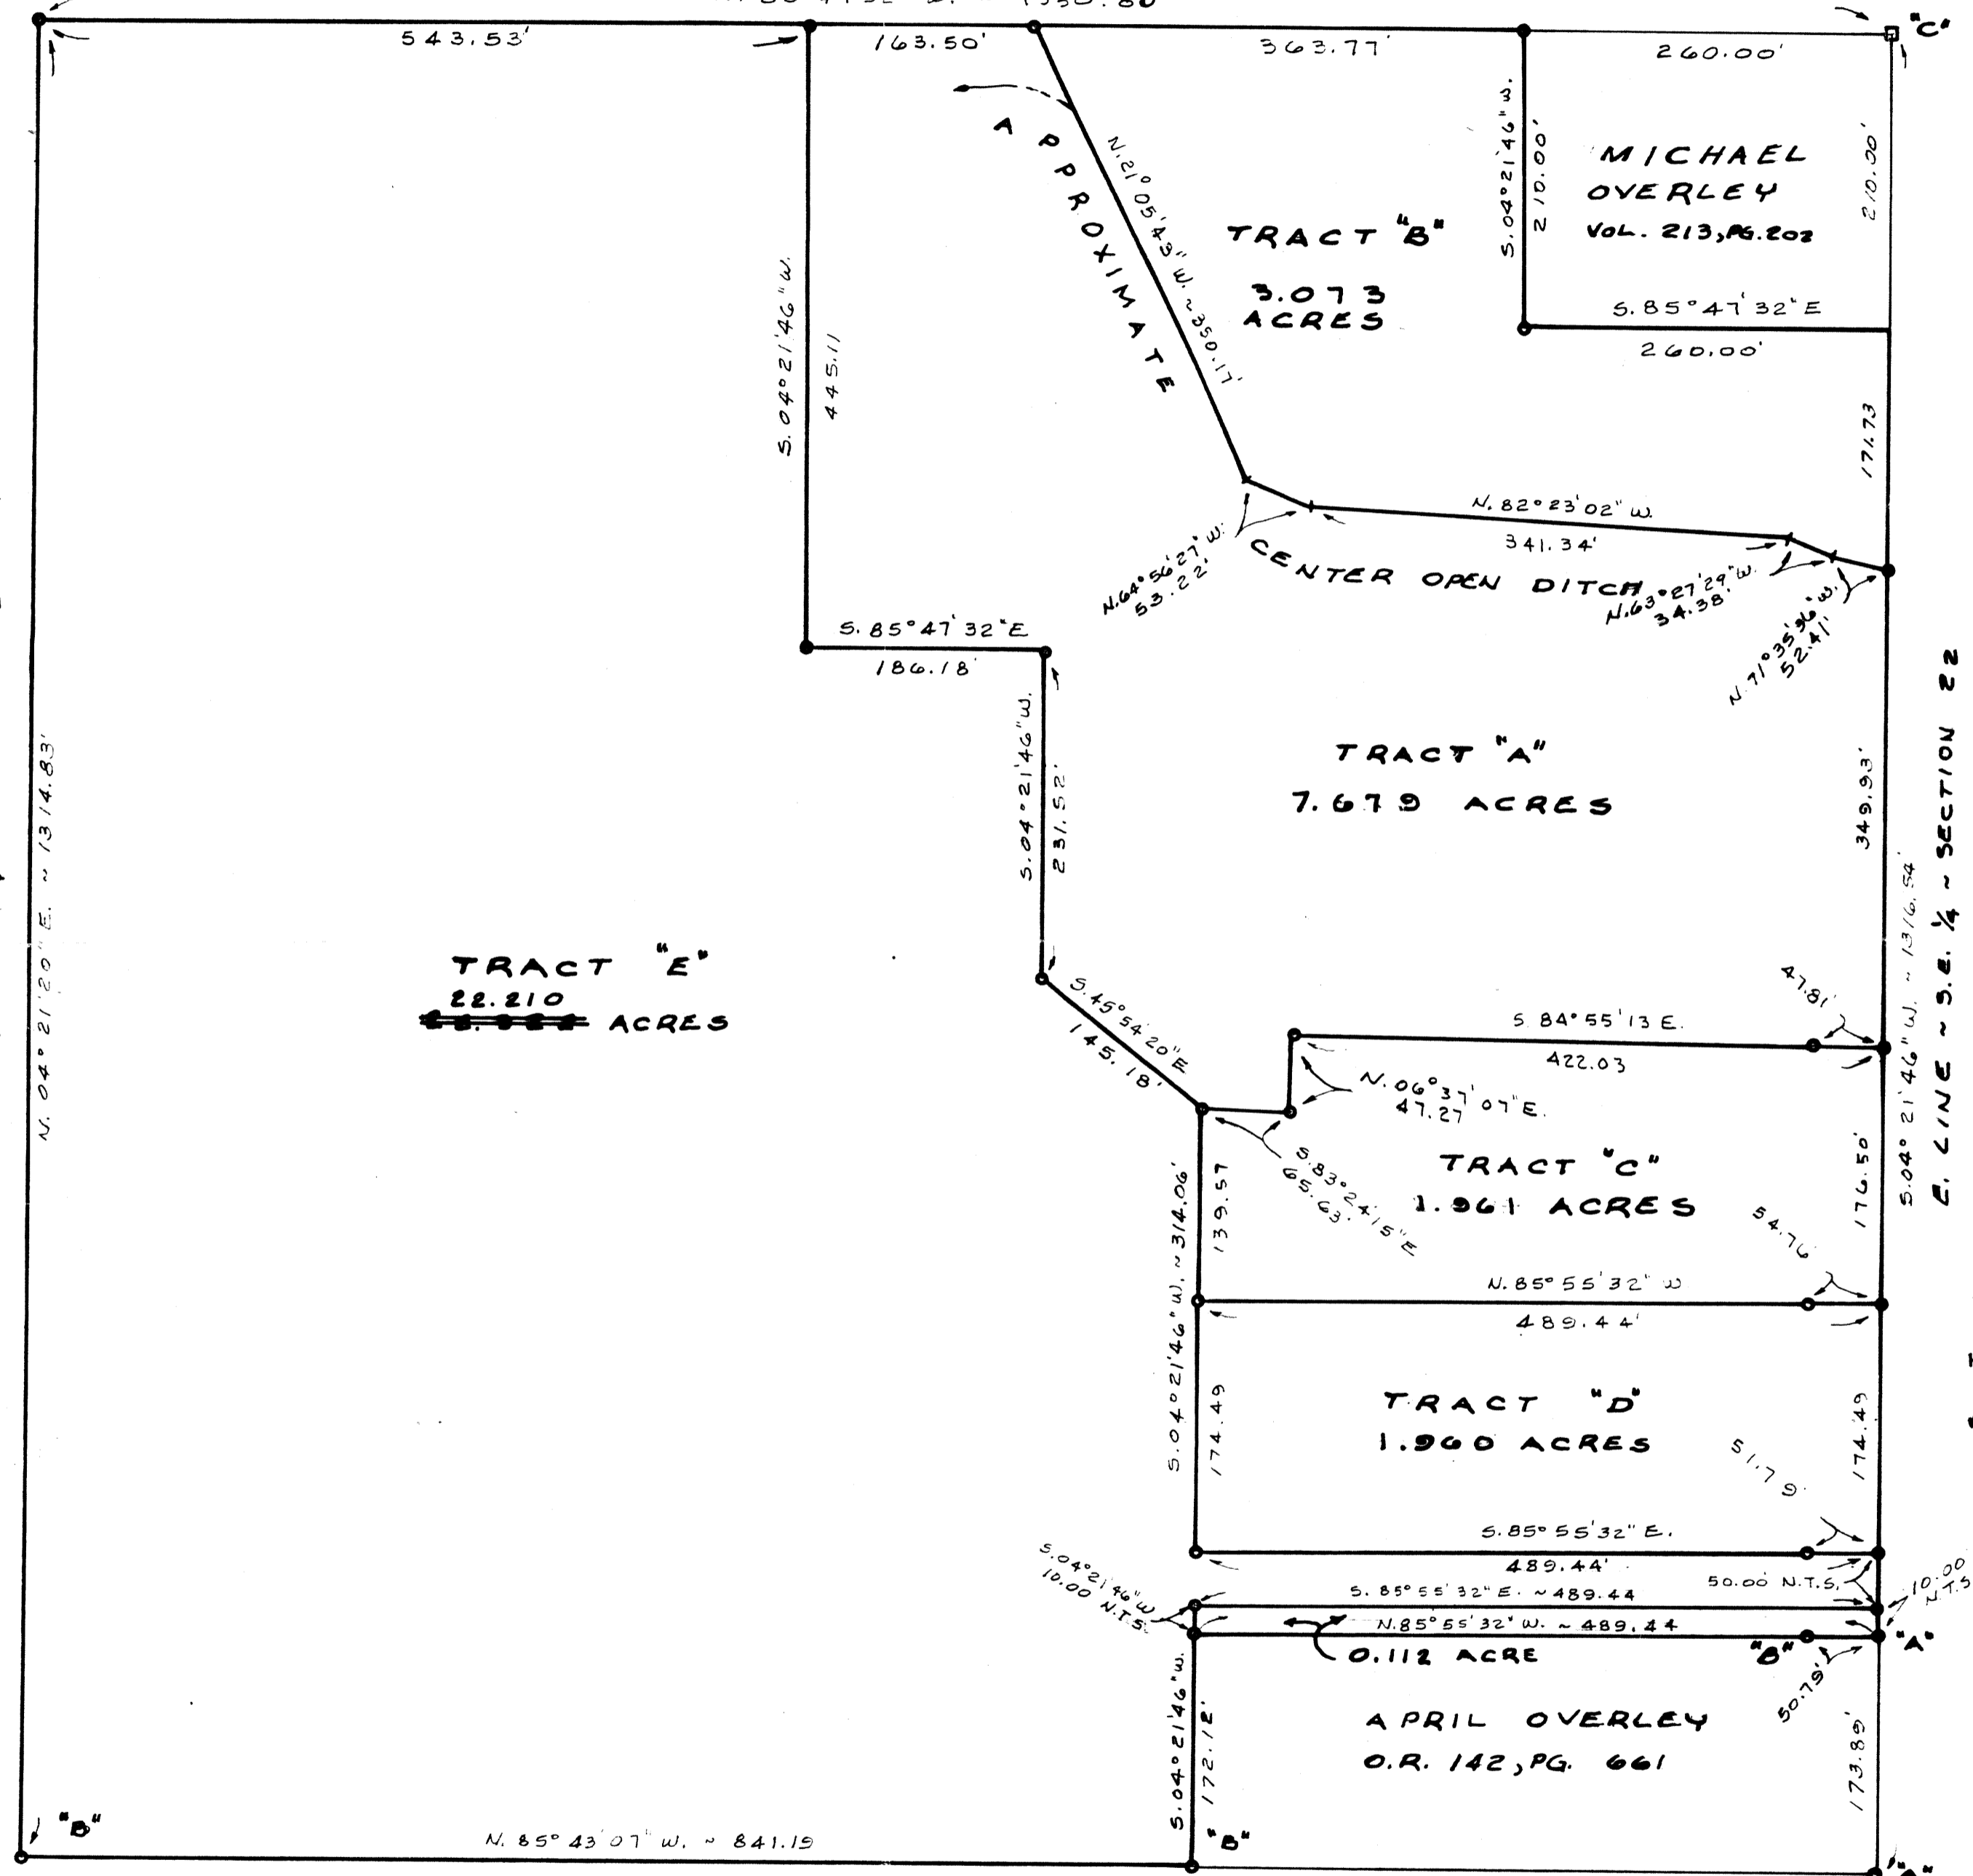 543.53'
163.50'
363.77'
260.00'
"C"
S.04°21'46"W.
210.00'
MICHAEL
OVERLEY
VOL. 213, PG. 202
210.00'
APPROXIMATE
N.21°05'43"W. ~ 350.17'
TRACT "B"
3.073
ACRES
S.04°21'46"W.
445.11
S.85°47'32"E
260.00'
171.73
N.82°23'02"W.
341.34'
CENTER OPEN DITCH
N.64°56'27"W.
53.22'
N.63°27'29"W.
34.38'
N.71°35'36"W.
52.41'
S.85°47'32"E
186.18'
S.04°21'46"W.
231.52'
TRACT "A"
7.679 ACRES
349.93'
N.04°21'20"E. ~ 1314.83'
S.04°21'46"W. ~ 1316.54'
E. LINE ~ S.E. ¼ ~ SECTION 22
TRACT "E"
22.210
ACRES
S.45°54'20"E
145.18'
S 84°55'13 E.
422.03
47.81'
N.06°37'07"E.
47.27
S.83°24'15"E
65.63'
TRACT "C"
1.961 ACRES
139.57
176.50'
54.76
S.04°21'46"W. ~ 314.06'
N.85°55'32" W
489.44'
TRACT "D"
1.960 ACRES
174.49
174.49
51.79'
S.85°55'32"E.
489.44'
S.04°21'46"W
10.00 N.T.S.
50.00 N.T.S.
10.00
N.T.S
S.85°55'32"E. ~ 489.44
N.85°55'32"W. ~ 489.44
0.112 ACRE
"B"
"A"
50.79'
S.04°21'46"W.
172.12'
APRIL OVERLEY
O.R. 142, PG. 661
173.89'
"B"
N. 85°43'07"W. ~ 841.19
"B"
"A"